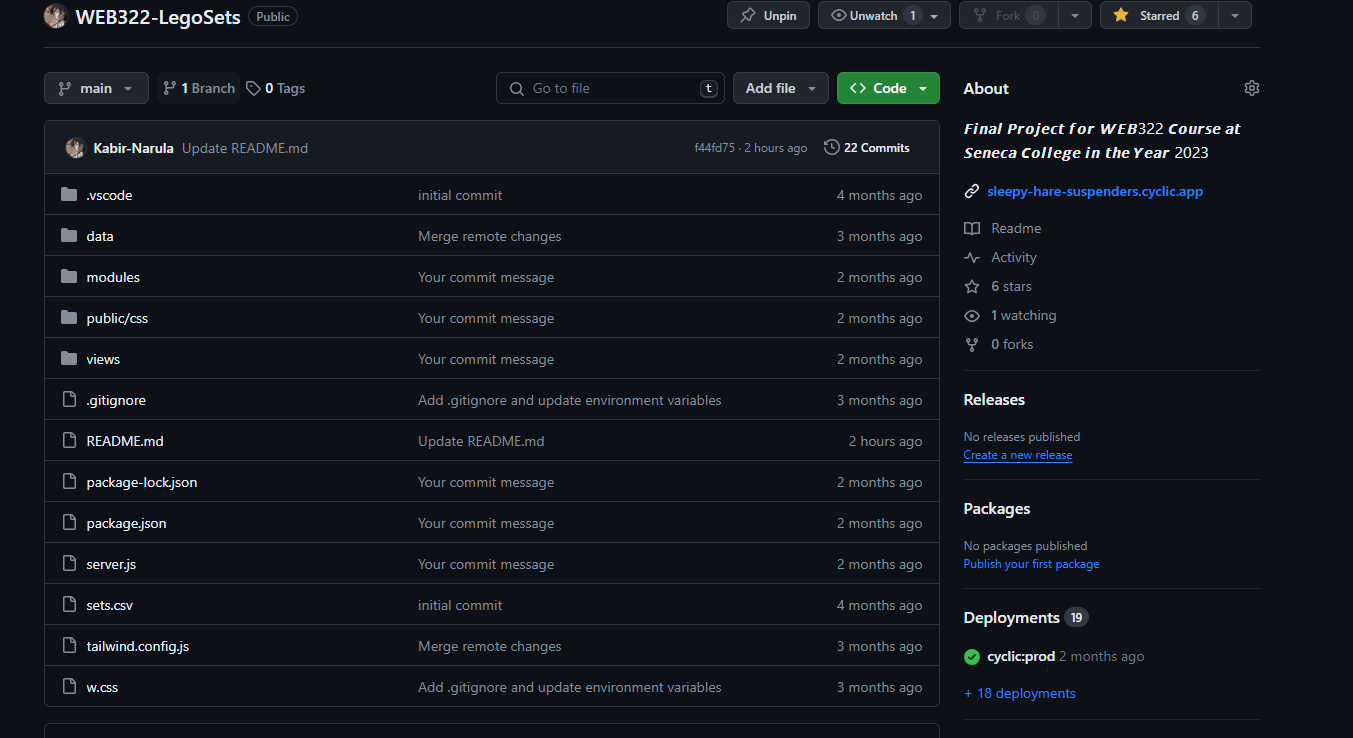 WEB322-LegoSets Public Unpin Unwatch 1 Fork 0 Starred 6
main 1 Branch 0 Tags Go to file t Add file Code
About
Final Project for WEB322 Course at
Seneca College in the Year 2023
sleepy-hare-suspenders.cyclic.app
Readme
Activity
6 stars
1 watching
0 forks
Kabir-Narula Update README.md f44fd75 · 2 hours ago 22 Commits
.vscode initial commit 4 months ago
data Merge remote changes 3 months ago
modules Your commit message 2 months ago
public/css Your commit message 2 months ago
views Your commit message 2 months ago
.gitignore Add .gitignore and update environment variables 3 months ago
README.md Update README.md 2 hours ago
package-lock.json Your commit message 2 months ago
package.json Your commit message 2 months ago
server.js Your commit message 2 months ago
sets.csv initial commit 4 months ago
tailwind.config.js Merge remote changes 3 months ago
w.css Add .gitignore and update environment variables 3 months ago
Releases
No releases published
Create a new release
Packages
No packages published
Publish your first package
Deployments 19
cyclic:prod 2 months ago
+ 18 deployments